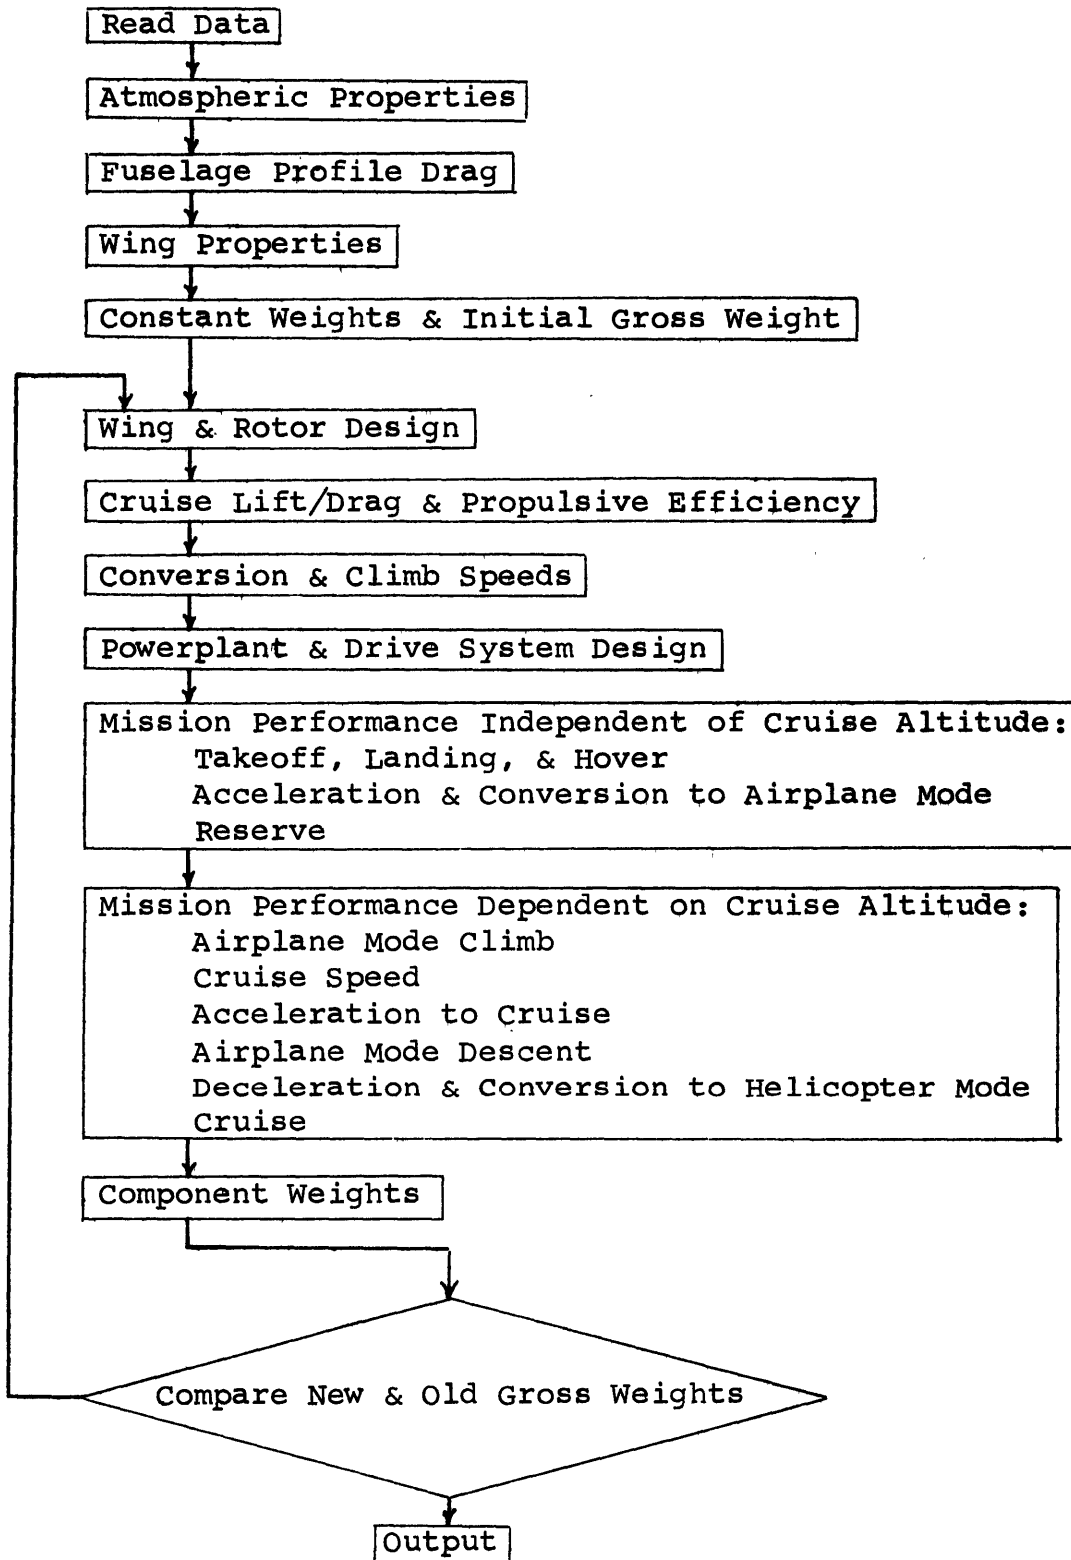 Read Data
Atmospheric Properties
Fuselage Profile Drag
Wing Properties
Constant Weights & Initial Gross Weight
Wing & Rotor Design
Cruise Lift/Drag & Propulsive Efficiency
Conversion & Climb Speeds
Powerplant & Drive System Design
Mission Performance Independent of Cruise Altitude:
Takeoff, Landing, & Hover
Acceleration & Conversion to Airplane Mode
Reserve
Mission Performance Dependent on Cruise Altitude:
Airplane Mode Climb
Cruise Speed
Acceleration to Cruise
Airplane Mode Descent
Deceleration & Conversion to Helicopter Mode
Cruise
Component Weights
Compare New & Old Gross Weights
Output